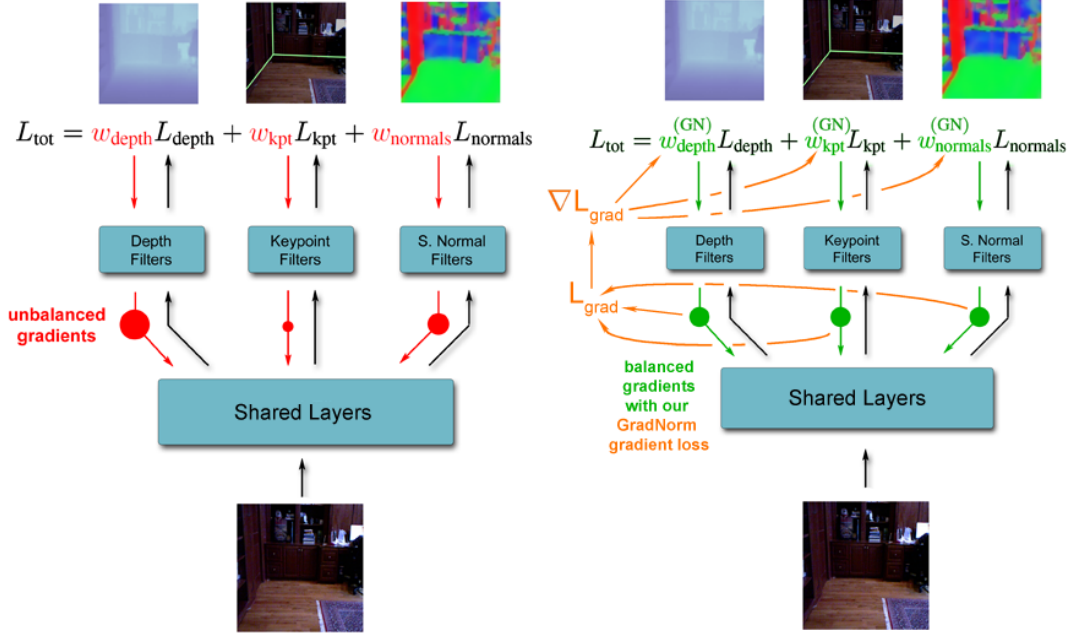 L_tot = w_depth L_depth + w_kpt L_kpt + w_normals L_normals
Depth
Filters
Keypoint
Filters
S. Normal
Filters
unbalanced
gradients
Shared Layers
L_tot = w_depth^(GN) L_depth + w_kpt^(GN) L_kpt + w_normals^(GN) L_normals
∇L_grad
Depth
Filters
Keypoint
Filters
S. Normal
Filters
L_grad
balanced
gradients
with our
GradNorm
gradient loss
Shared Layers